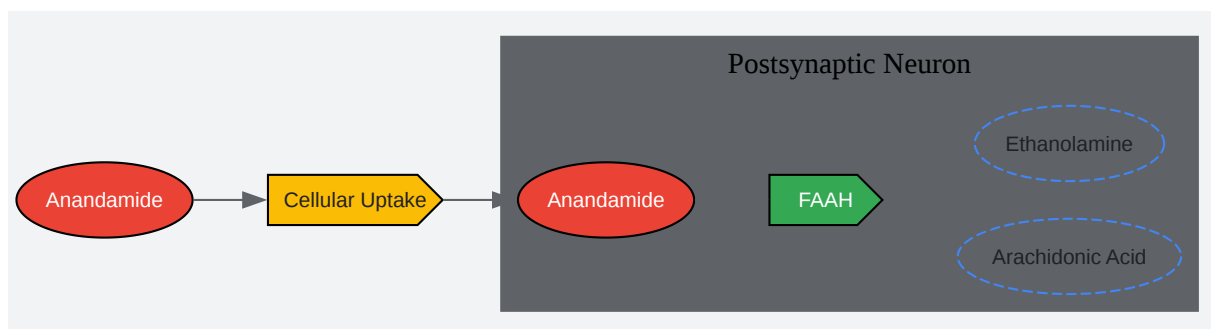 Postsynaptic Neuron
Anandamide
Cellular Uptake
Anandamide
FAAH
Ethanolamine
Arachidonic Acid